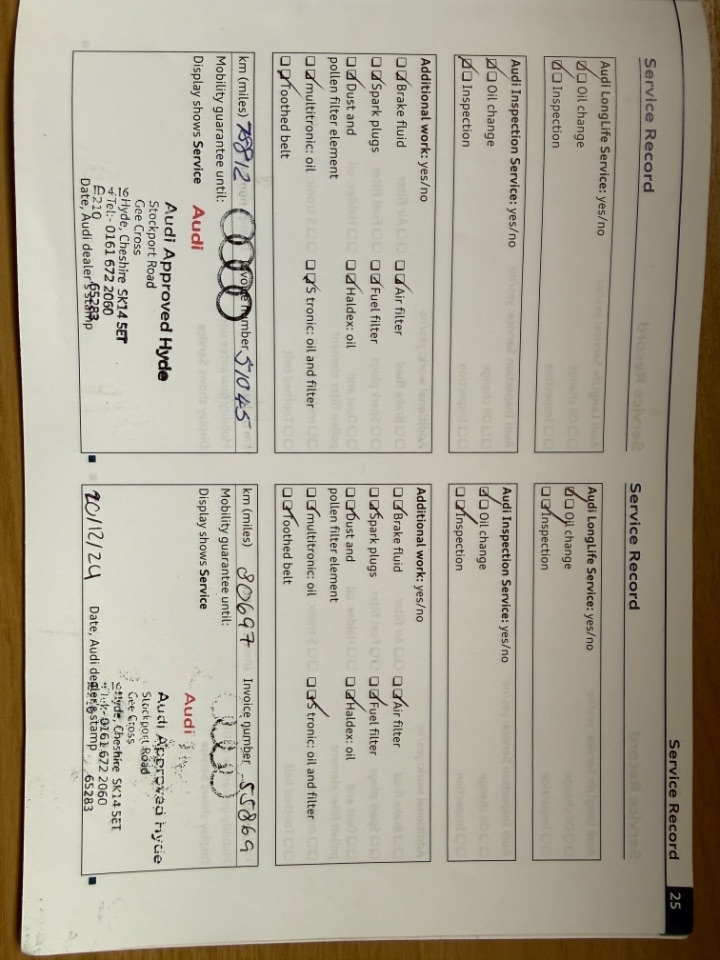 Service Record 25
Service Record
Audi LongLife Service: yes/no
Oil change
Inspection
Audi Inspection Service: yes/no
Oil change
Inspection
Additional work: yes/no
Brake fluid
Air filter
Spark plugs
Fuel filter
Dust and
pollen filter element
Haldex: oil
multitronic: oil
S tronic: oil and filter
Toothed belt
km (miles) 75812 Invoice number 51045
Mobility guarantee until:
Display shows Service
Audi
Audi Approved Hyde
Stockport Road
Gee Cross
Hyde, Cheshire SK14 5ET
Tel:- 0161 672 2060
65283
Date, Audi dealer's stamp
Service Record
Audi LongLife Service: yes/no
Oil change
Inspection
Audi Inspection Service: yes/no
Oil change
Inspection
Additional work: yes/no
Brake fluid
Air filter
Spark plugs
Fuel filter
Dust and
pollen filter element
Haldex: oil
multitronic: oil
S tronic: oil and filter
Toothed belt
km (miles) 80697 Invoice number 55869
Mobility guarantee until:
Display shows Service
Audi
Audi Approved Hyde
Stockport Road
Gee Cross
Hyde, Cheshire SK14 5ET
Tel:- 0161 672 2060
65283
20/12/24 Date, Audi dealer's stamp